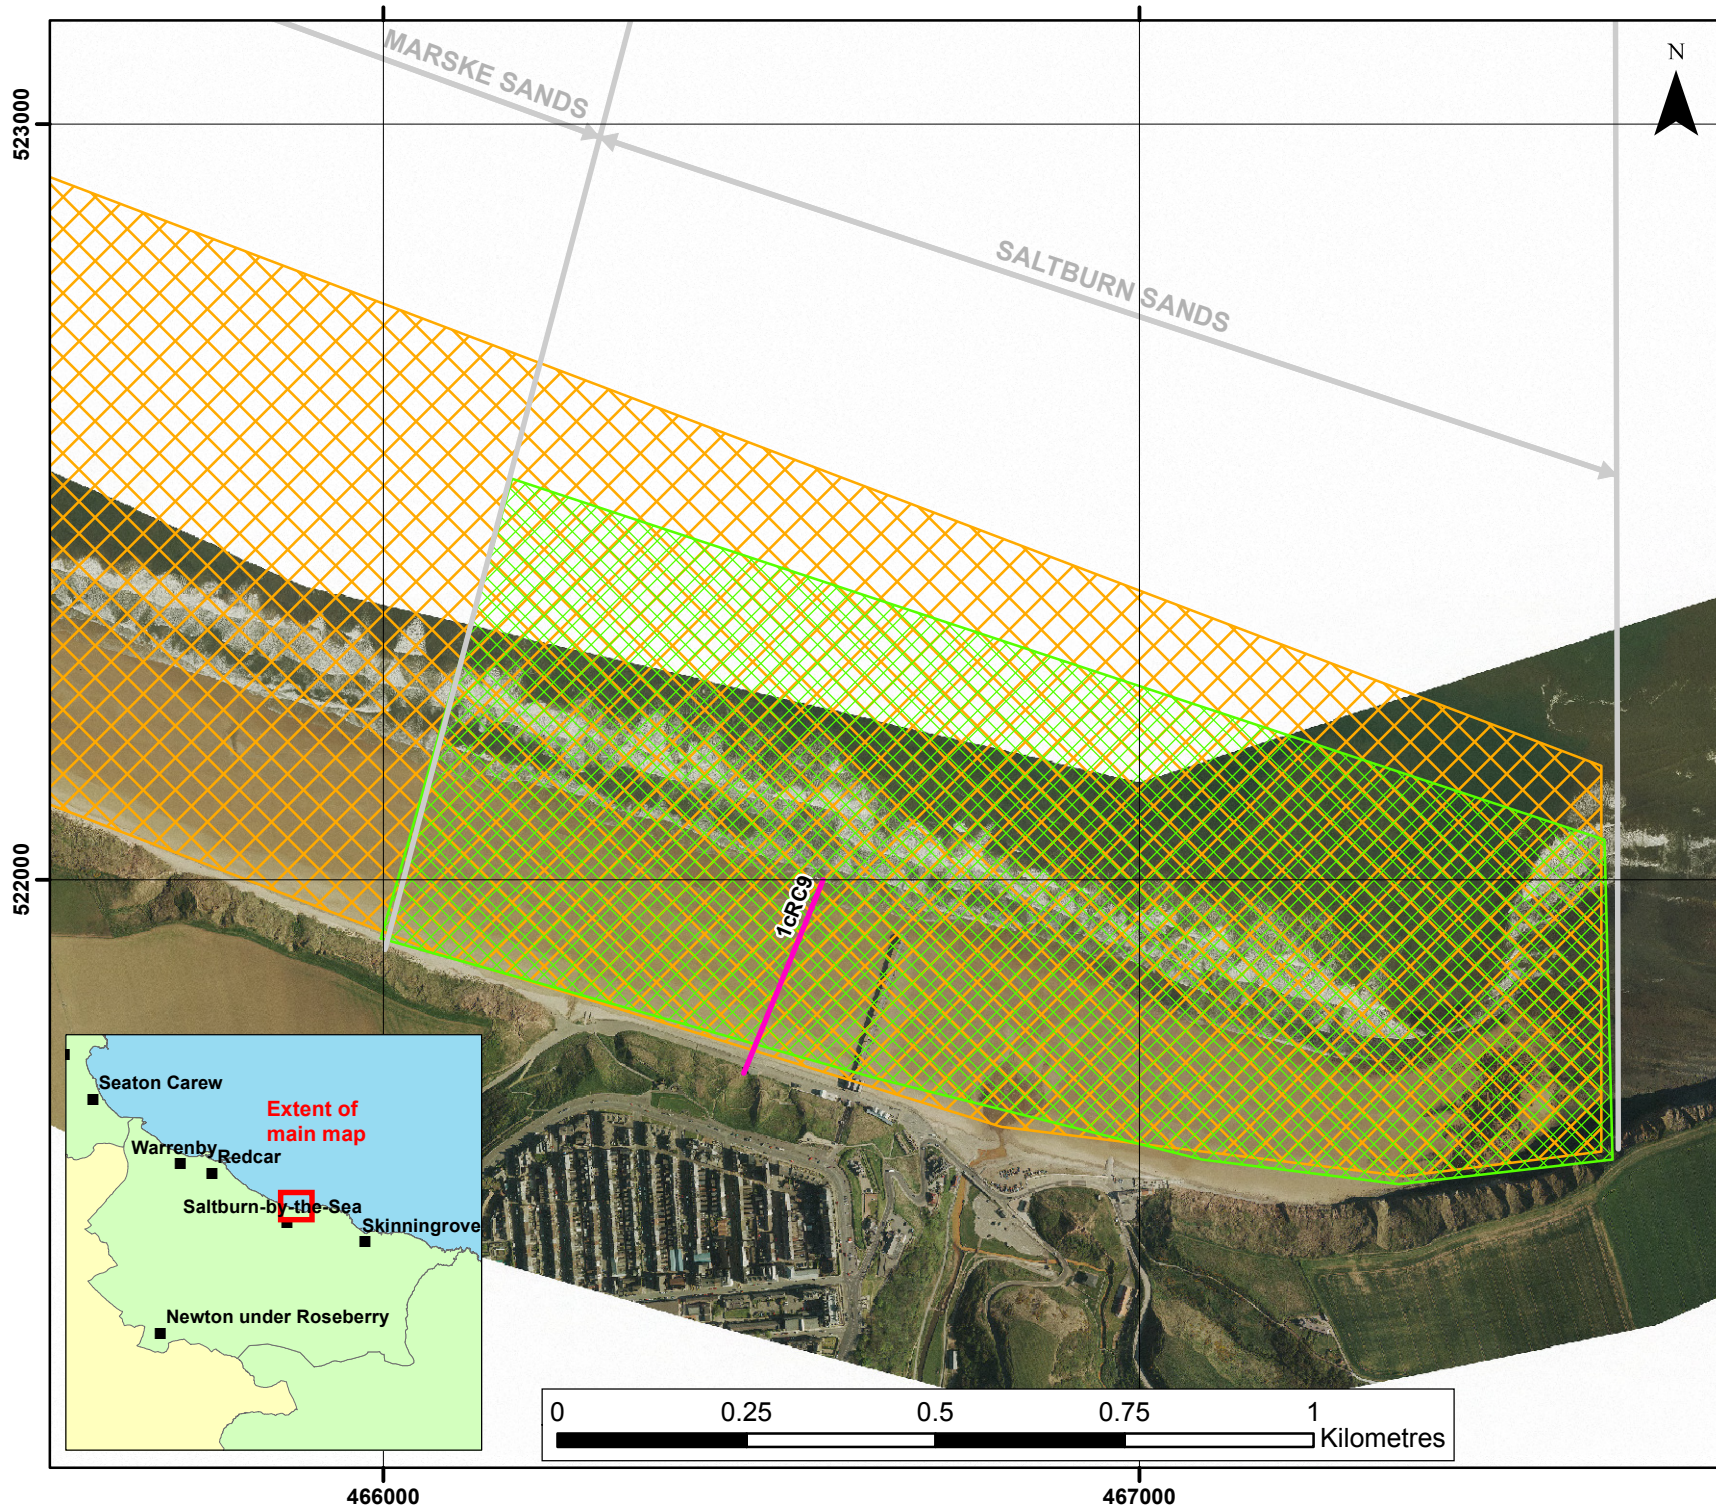 N
MARSKE SANDS
SALTBURN SANDS
523000
522000
1cRC9
Seaton Carew
Extent of
main map
Warrenby
Redcar
Saltburn-by-the-Sea
Skinningrove
Newton under Roseberry
0 0.25 0.5 0.75 1
Kilometres
466000 467000